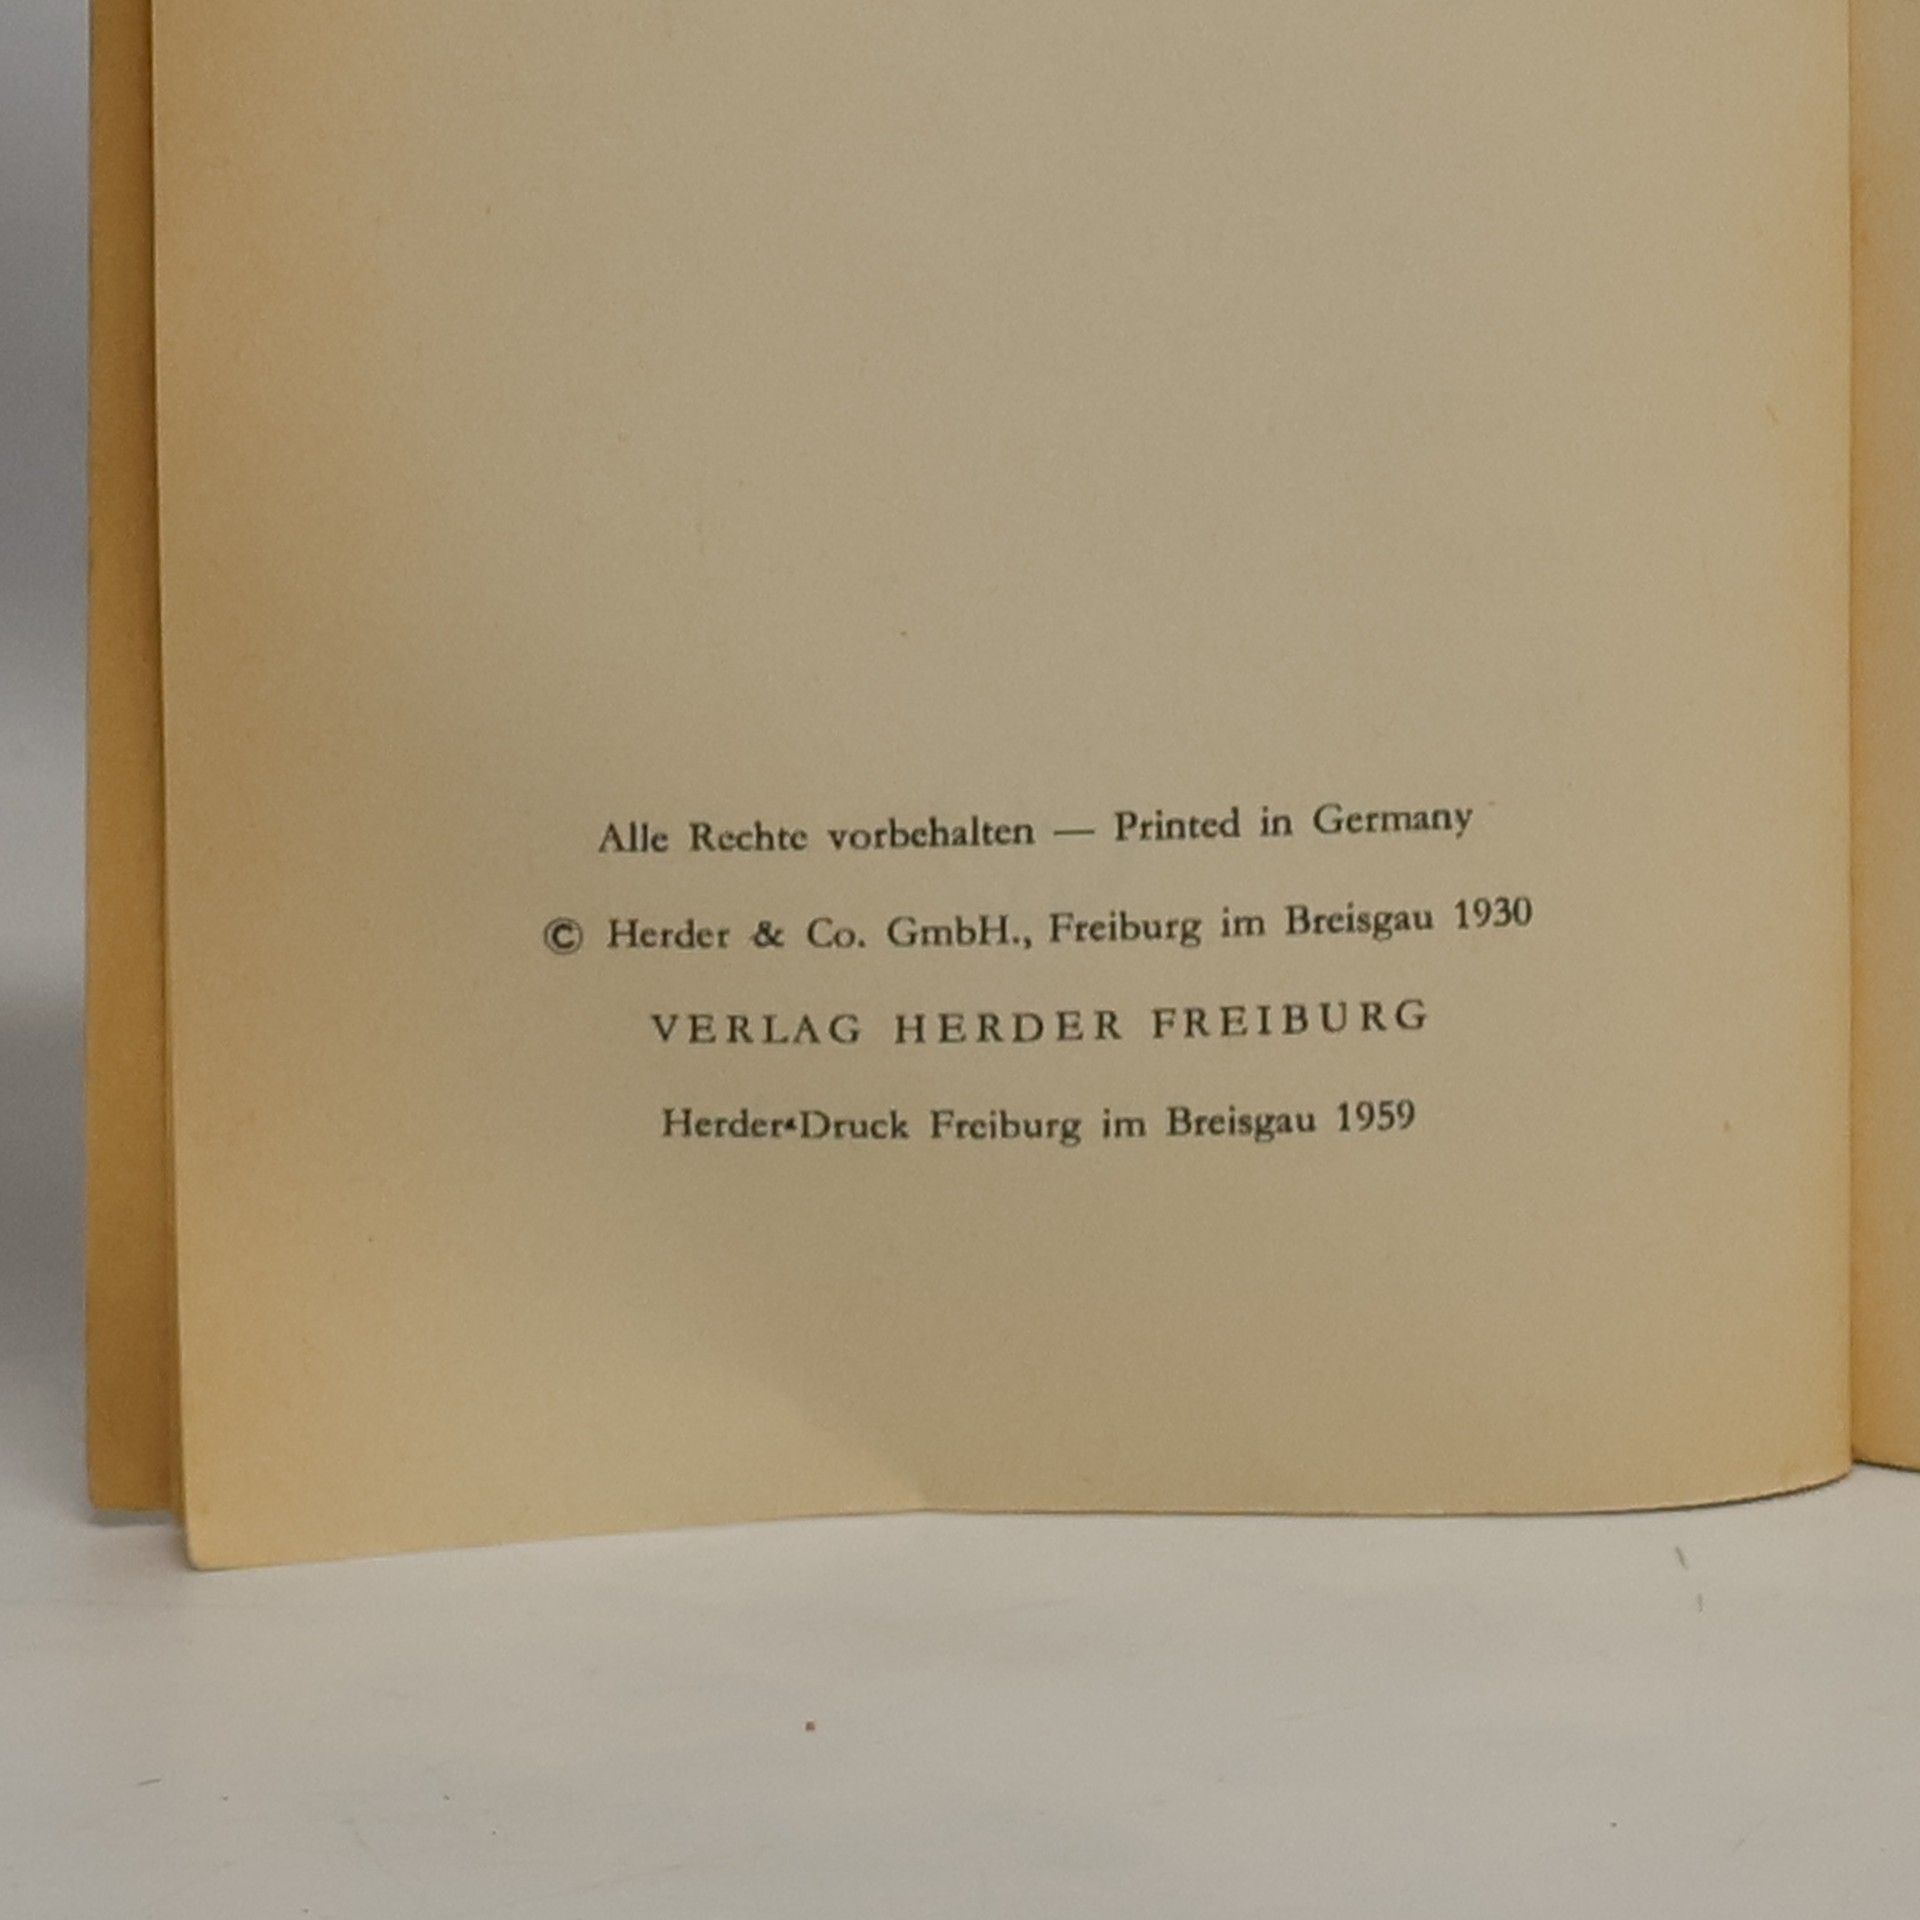 Alle Rechte vorbehalten — Printed in Germany
© Herder & Co. GmbH., Freiburg im Breisgau 1930
VERLAG HERDER FREIBURG
Herder-Druck Freiburg im Breisgau 1959